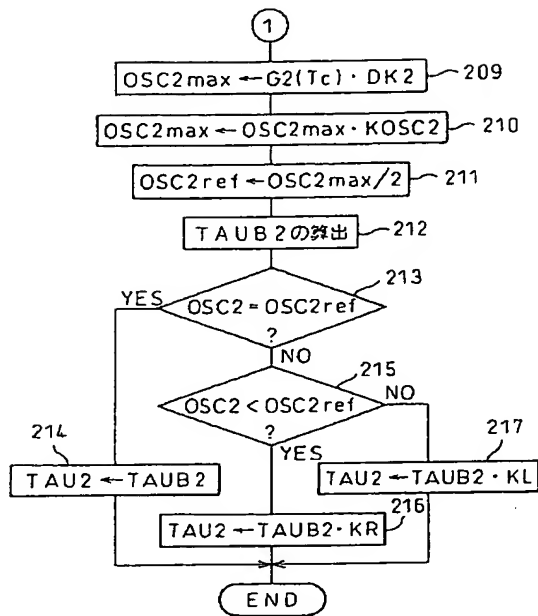 1
OSC2max ← G2(Tc)・DK2
209
OSC2max ← OSC2max・KOSC2
210
OSC2ref ← OSC2max/2
211
TAUB2の算出
212
213
YES
OSC2 = OSC2ref
?
NO
215
OSC2 < OSC2ref
?
NO
YES
214
TAU2 ← TAUB2
217
TAU2 ← TAUB2・KL
216
TAU2 ← TAUB2・KR
END